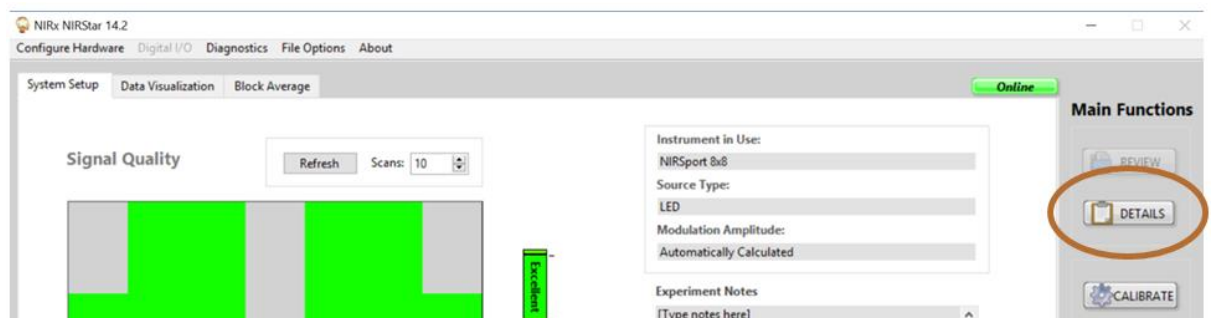 NIRx NIRStar 14.2
Configure Hardware Digital I/O Diagnostics File Options About
System Setup Data Visualization Block Average
Online
Main Functions
Signal Quality
Refresh Scans: 10
Instrument in Use:
NIRSport 8x8
Source Type:
LED
Modulation Amplitude:
Automatically Calculated
Experiment Notes
[Type notes here]
Excellent
REVIEW
DETAILS
CALIBRATE